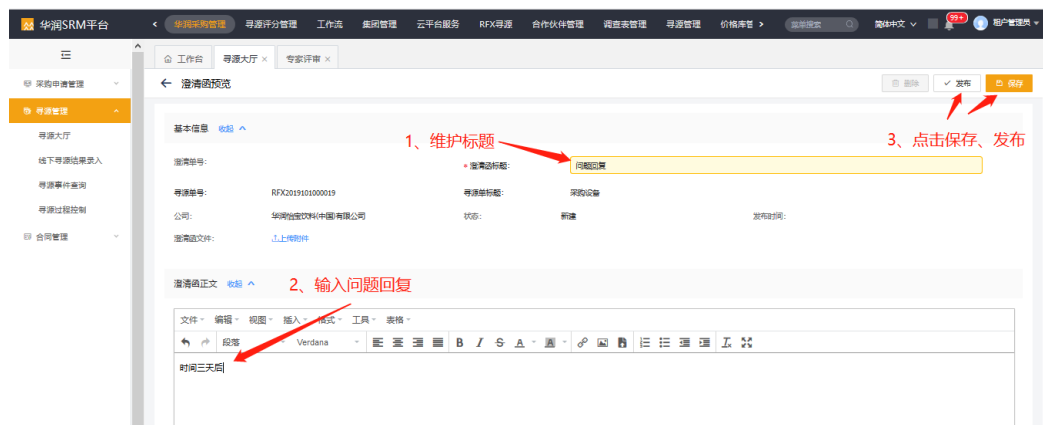 华润SRM平台 华润采购管理 寻源评分管理 工作流 集团管理 云平台服务 RFX寻源 合作伙伴管理 调查表管理 寻源管理 价格库管 菜单搜索 简体中文 99+ 租户管理员
工作台 寻源大厅 × 专家评审 ×
采购申请管理
← 澄清函预览 删除 发布 保存
寻源管理
寻源大厅
线下寻源结果录入
寻源事件查询
寻源过程控制
合同管理
基本信息 收起
1、维护标题
3、点击保存、发布
澄清单号: * 澄清函标题: 问题回复
寻源单号: RFX2019101000019 寻源单标题: 采购设备
公司: 华润怡宝饮料(中国)有限公司 状态: 新建 发布时间:
澄清函文件: 上传附件
澄清函正文 收起
2、输入问题回复
文件 编辑 视图 插入 格式 工具 表格
段落 Verdana B I S A A
时间三天后